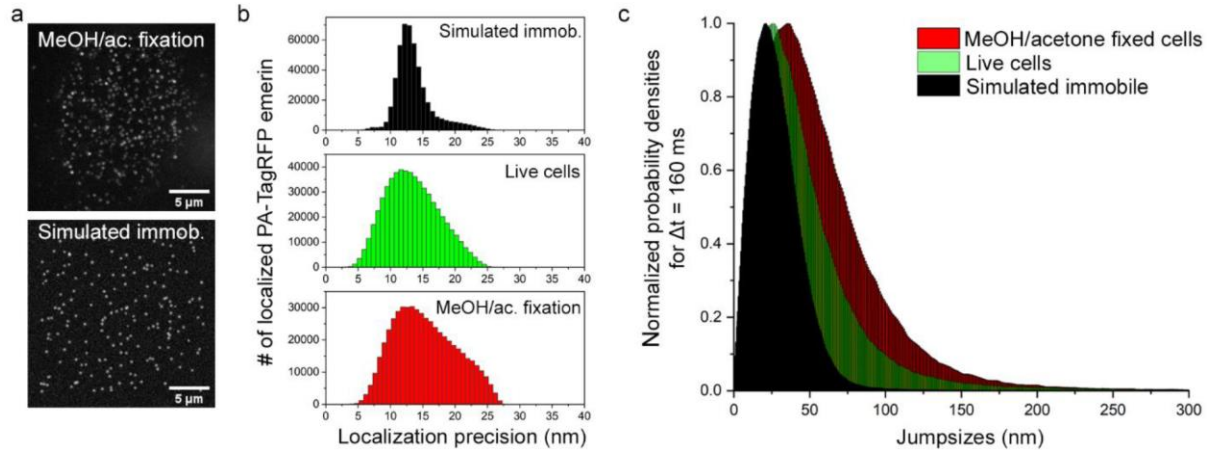 a
MeOH/ac. fixation
5 µm
Simulated immob.
5 µm
b
# of localized PA-TagRFP emerin
70000
60000
50000
40000
30000
20000
10000
0
Simulated immob.
0 5 10 15 20 25 30 35 40
50000
40000
30000
20000
10000
0
Live cells
0 5 10 15 20 25 30 35 40
30000
20000
10000
0
MeOH/ac. fixation
0 5 10 15 20 25 30 35 40
Localization precision (nm)
c
Normalized probability densities
for Δt = 160 ms
1.0
0.8
0.6
0.4
0.2
0.0
MeOH/acetone fixed cells
Live cells
Simulated immobile
0 50 100 150 200 250 300
Jumpsizes (nm)